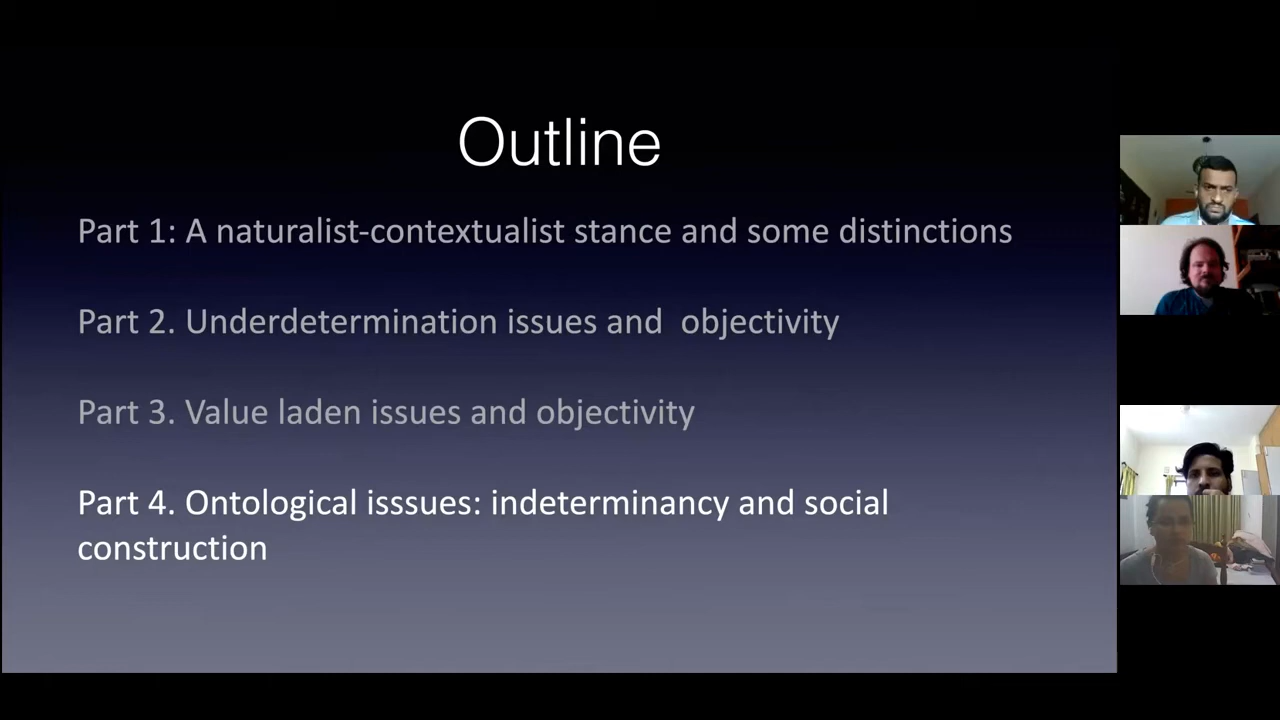 Outline
Part 1: A naturalist-contextualist stance and some distinctions
Part 2. Underdetermination issues and  objectivity
Part 3. Value laden issues and objectivity
Part 4. Ontological isssues: indeterminancy and social
construction